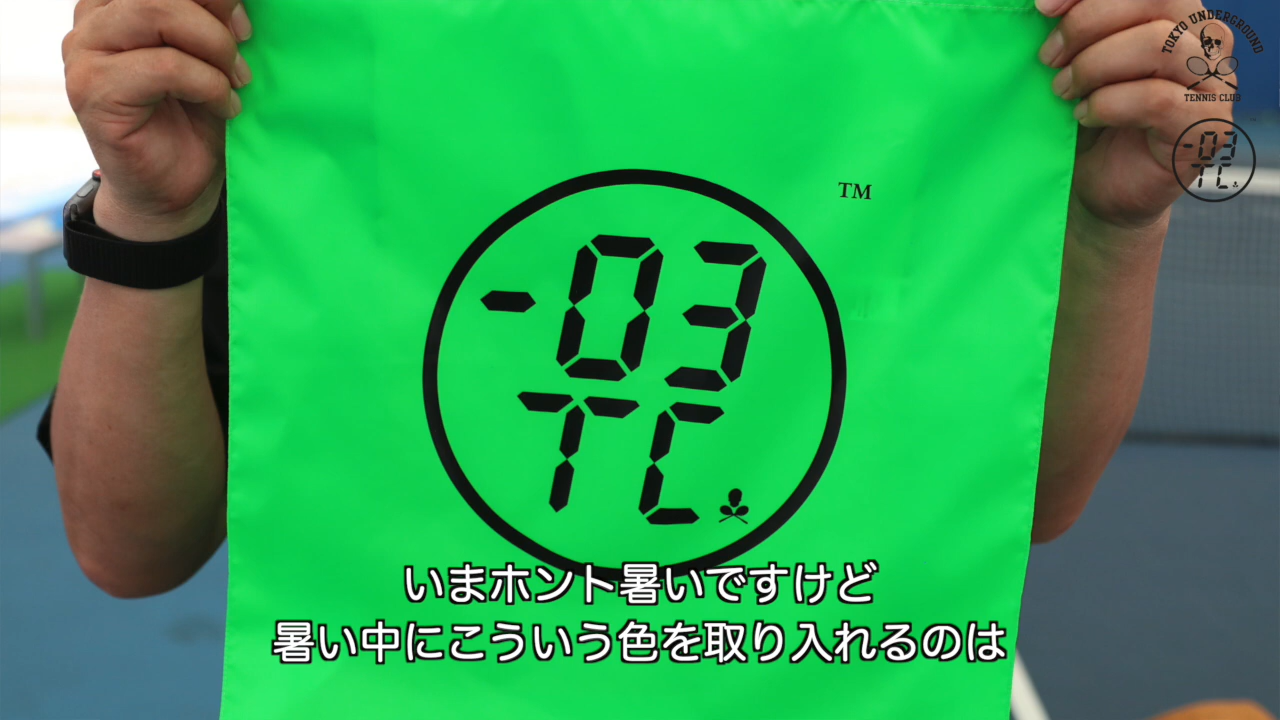 TOKYO UNDERGROUND
TENNIS CLUB
-03
TC.
TM
-03
TC.
いまホント暑いですけど
暑い中にこういう色を取り入れるのは